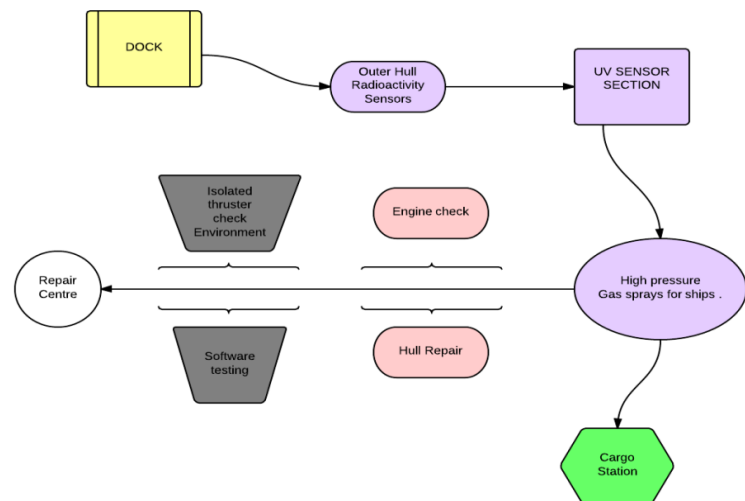 DOCK
Outer Hull
Radioactivity
Sensors
UV SENSOR
SECTION
Isolated
thruster
check
Environment
Engine check
Repair
Centre
High pressure
Gas sprays for ships .
Software
testing
Hull Repair
Cargo
Station